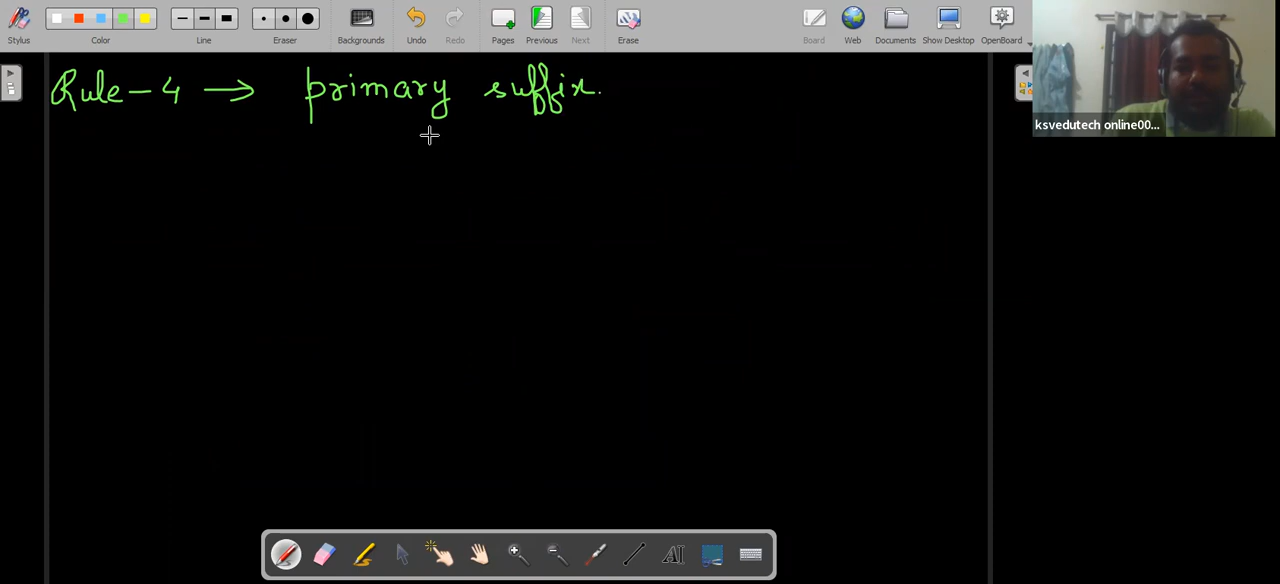 Stylus Color Line Eraser Backgrounds Undo Redo Pages Previous Next Erase Board Web Documents Show Desktop OpenBoard
Rule-4 → primary suffix.
ksvedutech online00...
AI